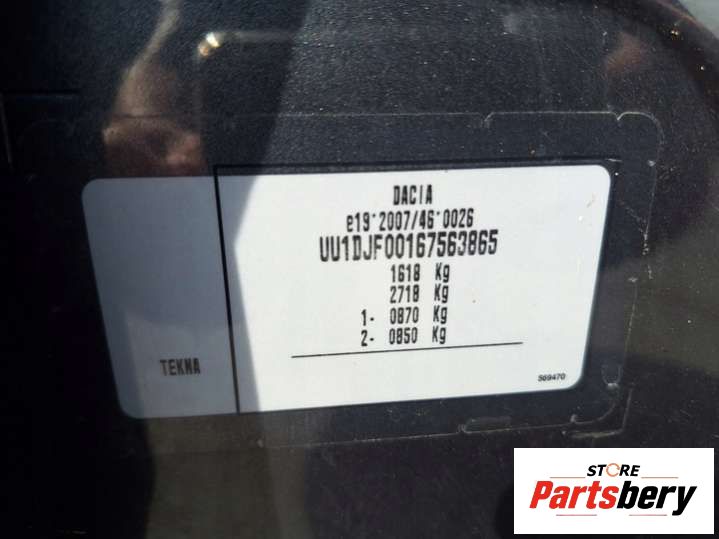 DACIA
e19*2007/46*0026
UU1DJF00167563865
1618 Kg
2718 Kg
1- 0870 Kg
2- 0850 Kg
TEKNA
569470
STORE
Partsbery